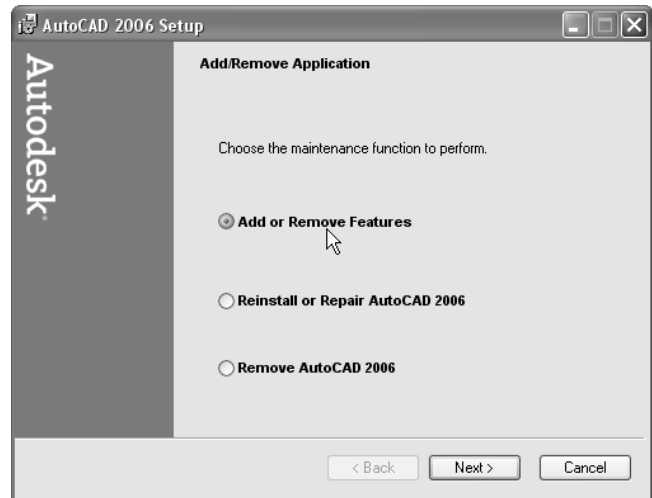 AutoCAD 2006 Setup
Autodesk
Add/Remove Application
Choose the maintenance function to perform.
Add or Remove Features
Reinstall or Repair AutoCAD 2006
Remove AutoCAD 2006
< Back
Next >
Cancel